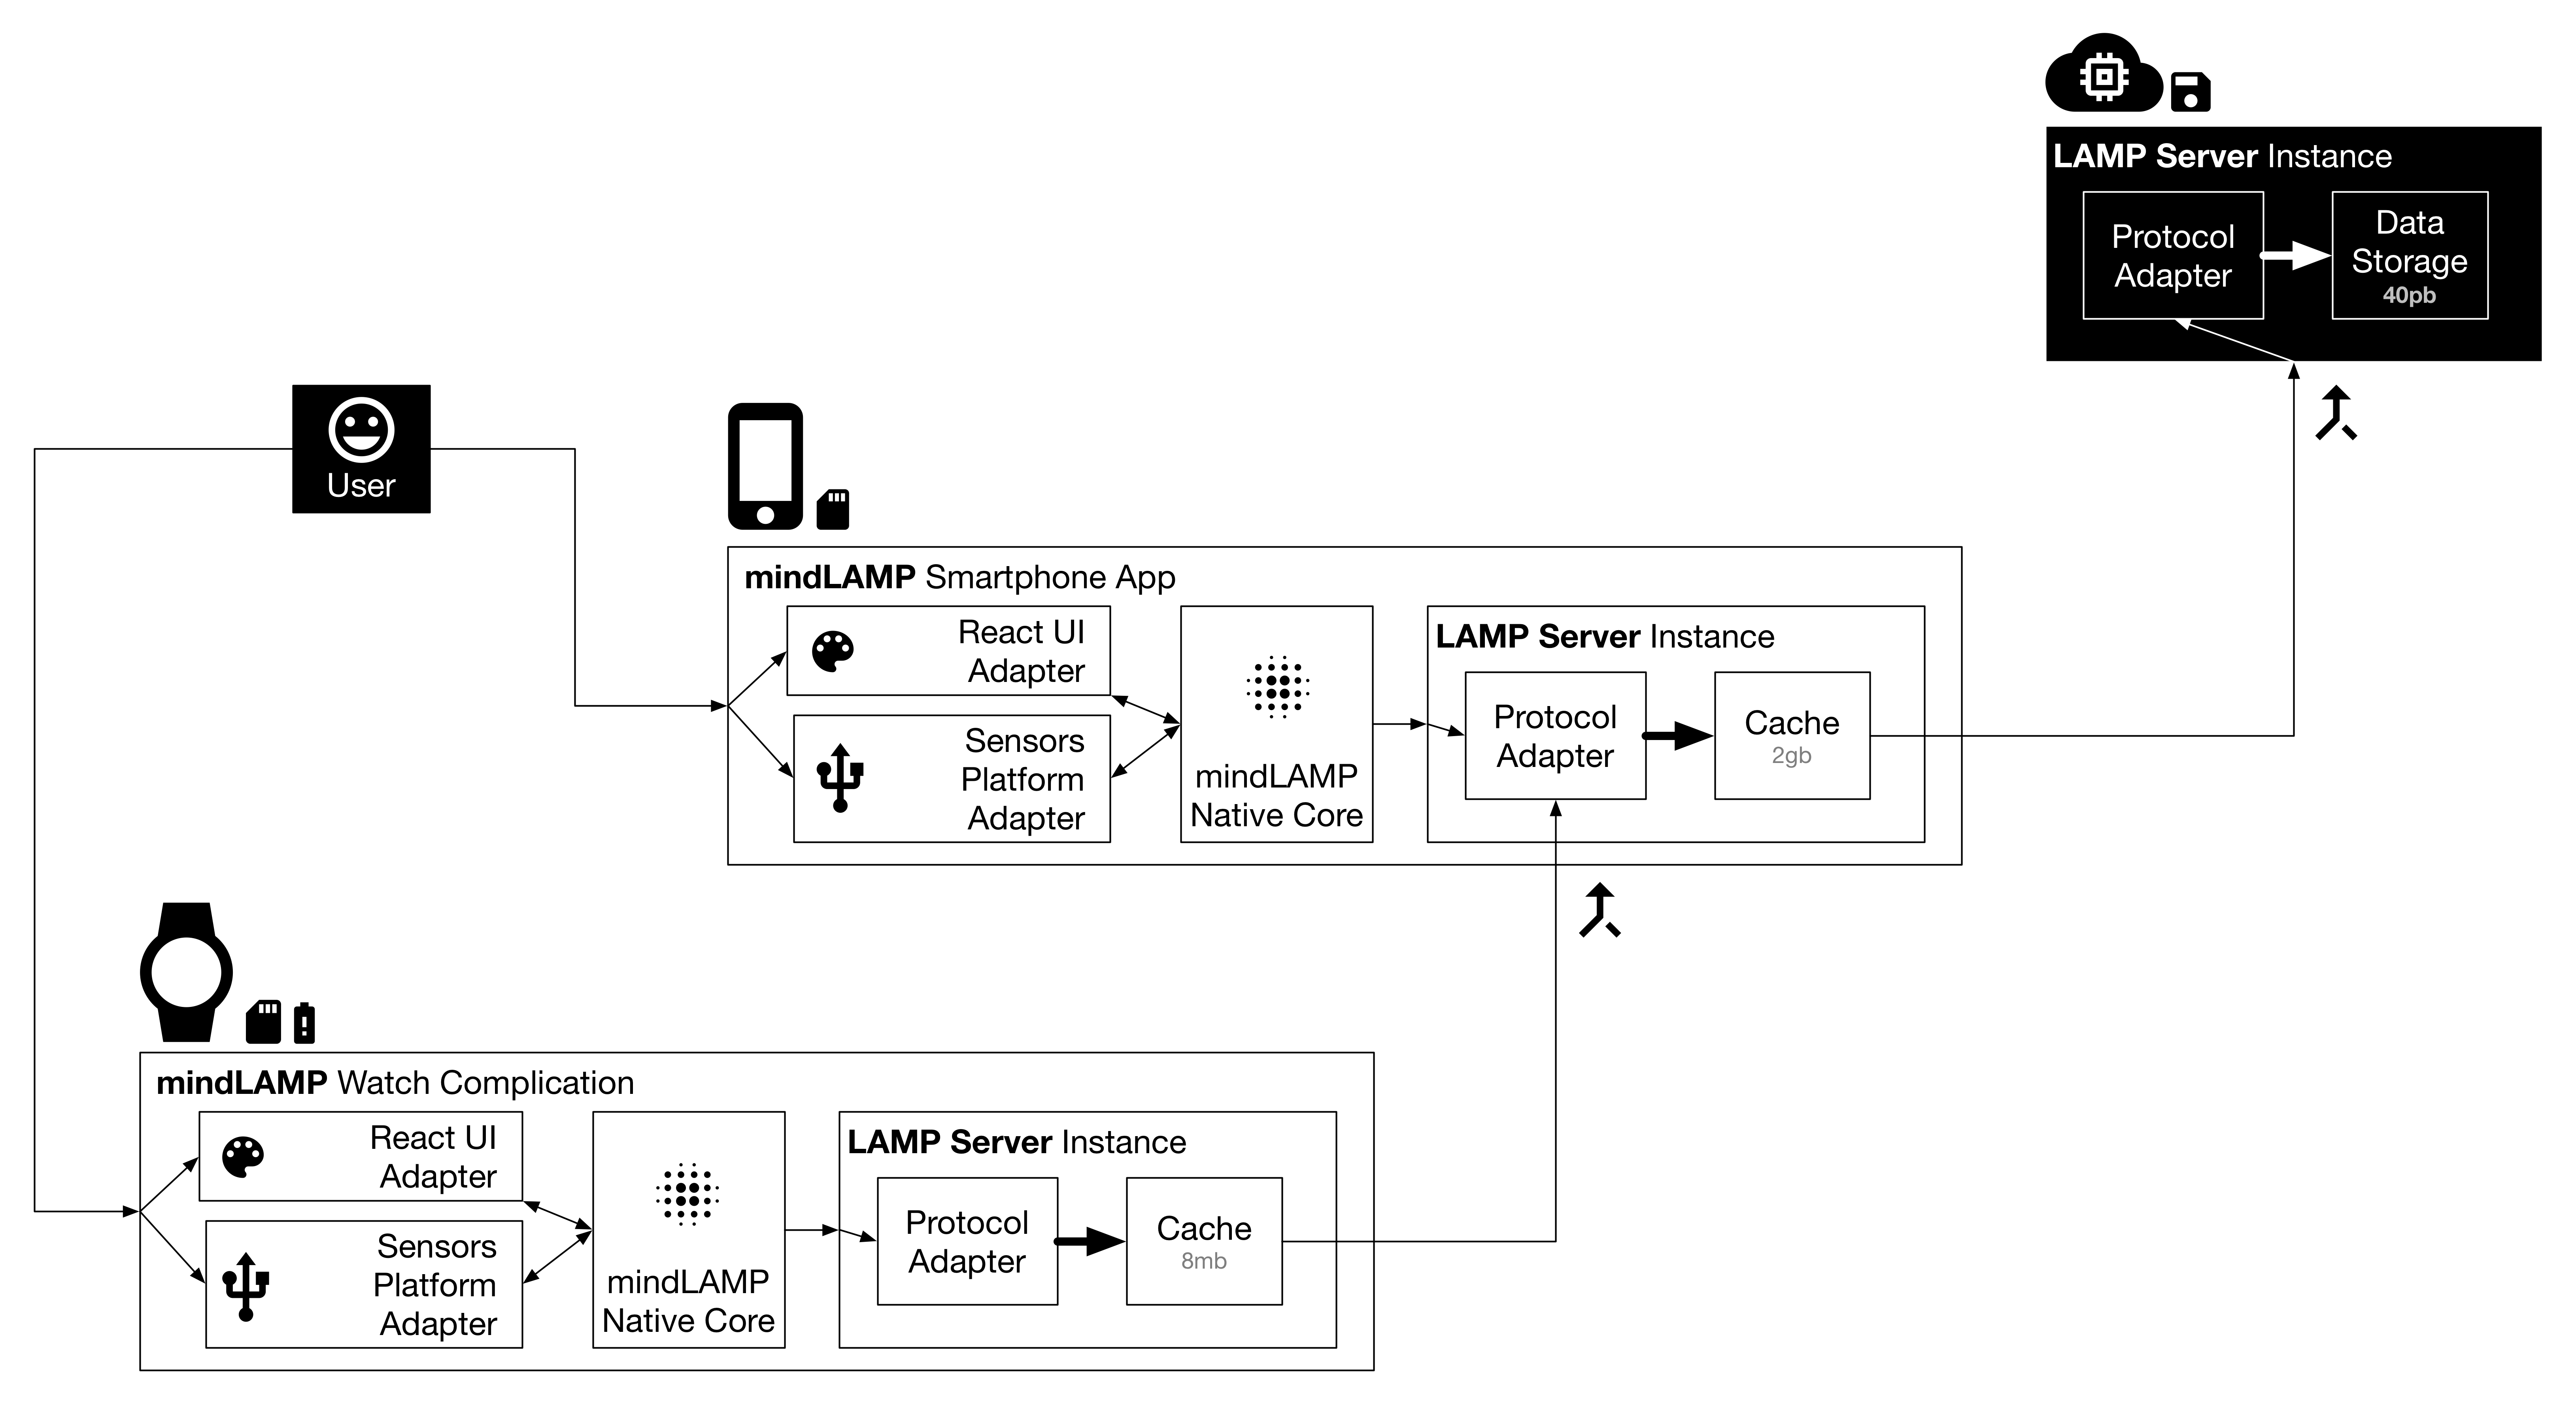 LAMP Server Instance
Protocol
Adapter
Data
Storage
40pb
User
mindLAMP Smartphone App
React UI
Adapter
Sensors
Platform
Adapter
mindLAMP
Native Core
LAMP Server Instance
Protocol
Adapter
Cache
2gb
mindLAMP Watch Complication
React UI
Adapter
Sensors
Platform
Adapter
mindLAMP
Native Core
LAMP Server Instance
Protocol
Adapter
Cache
8mb